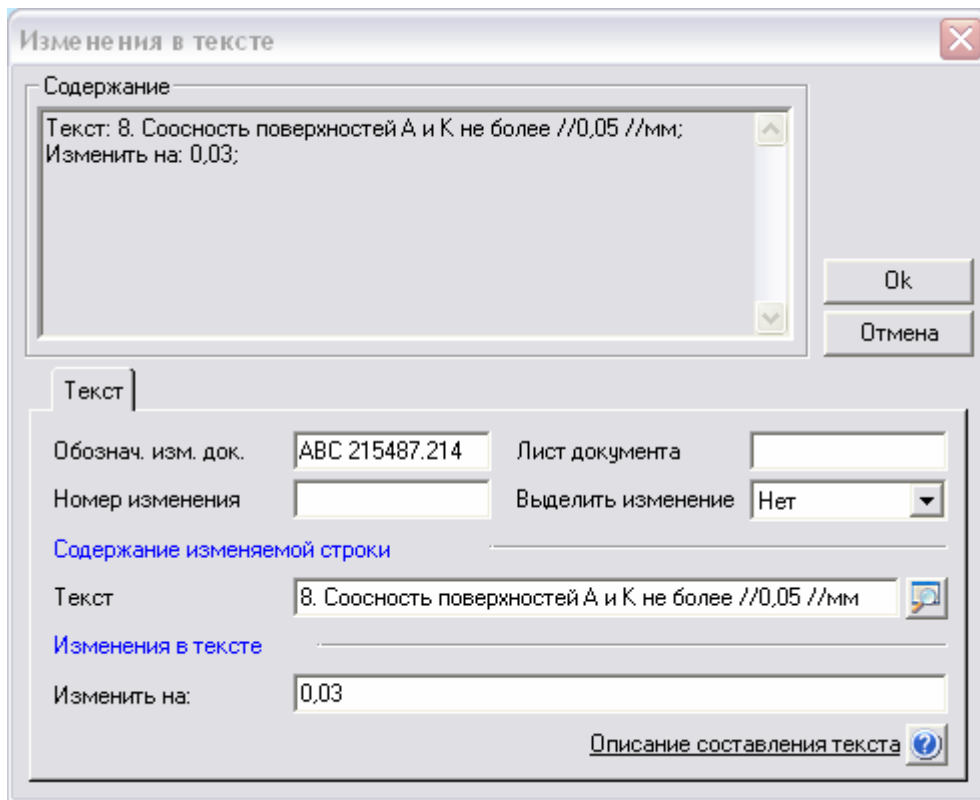 Изменения в тексте
Содержание
Текст: 8. Соосность поверхностей А и К не более //0,05 //мм;
Изменить на: 0,03;
Ok
Отмена
Текст
Обознач. изм. док. АВС 215487.214 Лист документа
Номер изменения Выделить изменение Нет
Содержание изменяемой строки
Текст 8. Соосность поверхностей А и К не более //0,05 //мм
Изменения в тексте
Изменить на: 0,03
Описание составления текста